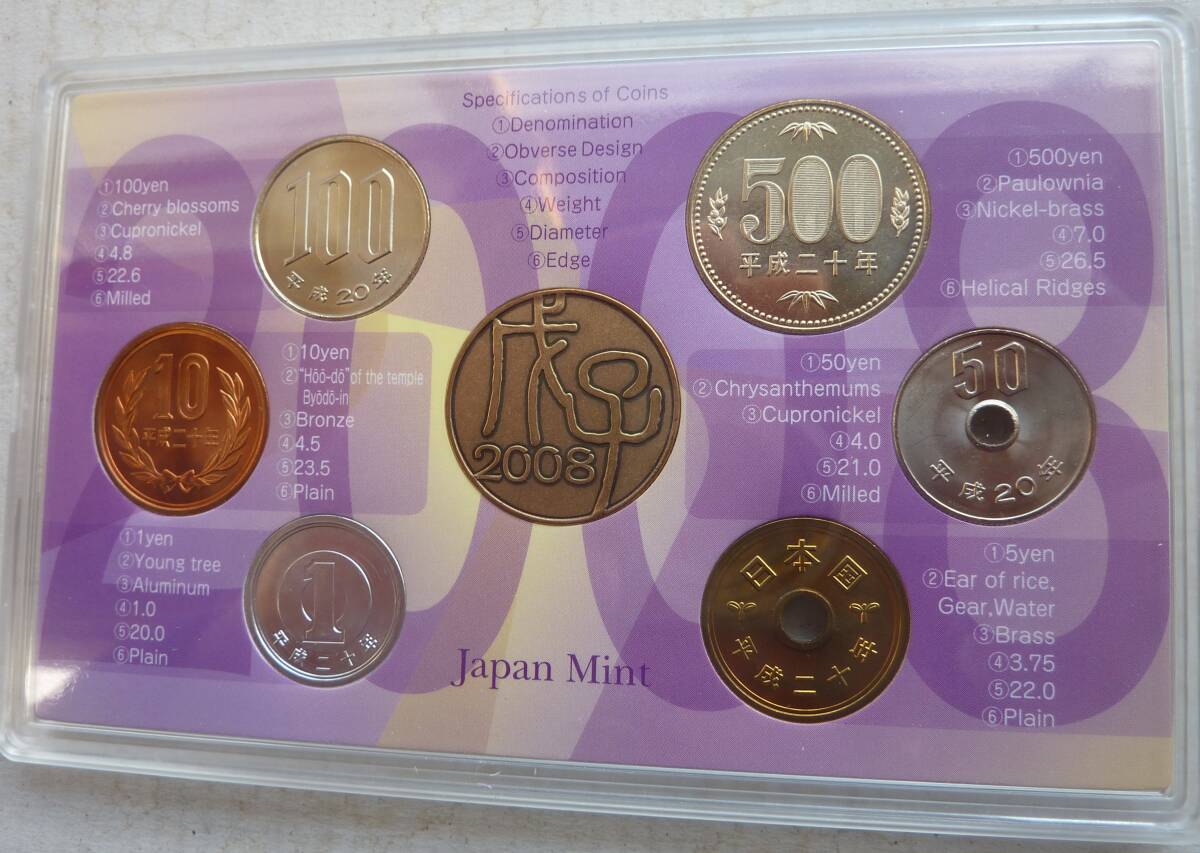 Specifications of Coins
①Denomination
②Obverse Design
③Composition
④Weight
⑤Diameter
⑥Edge
①100yen
②Cherry blossoms
③Cupronickel
④4.8
⑤22.6
⑥Milled
100
平成20年
500
平成二十年
①500yen
②Paulownia
③Nickel-brass
④7.0
⑤26.5
⑥Helical Ridges
10
平成二十年
①10yen
②"Hōō-dō" of the temple
Byōdō-in
③Bronze
④4.5
⑤23.5
⑥Plain
戊子
2008
①50yen
②Chrysanthemums
③Cupronickel
④4.0
⑤21.0
⑥Milled
50
平成20年
①1yen
②Young tree
③Aluminum
④1.0
⑤20.0
⑥Plain
1
平成二十年
Japan Mint
日本国
平成二十年
①5yen
②Ear of rice,
Gear,Water
③Brass
④3.75
⑤22.0
⑥Plain
2008